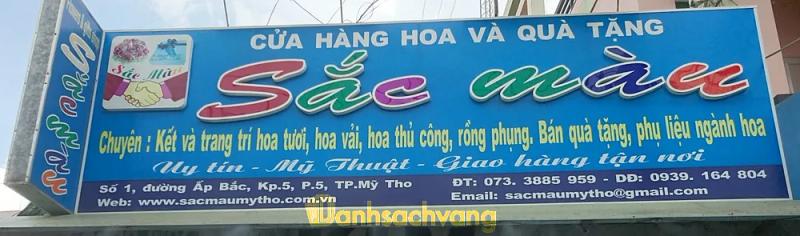 CỬA HÀNG HOA VÀ QUÀ TẶNG
Sắc màu
Sắc Màu
Chuyên : Kết và trang trí hoa tươi, hoa vải, hoa thủ công, rồng phụng. Bán quà tặng, phụ liệu ngành hoa
Uy tín - Mỹ Thuật - Giao hàng tận nơi
Số 1, đường Ấp Bắc, Kp.5, P.5, TP.Mỹ Tho ĐT: 073. 3885 959 - DĐ: 0939. 164 804
Web: www.sacmaumytho.com.vn Email: sacmaumytho@gmail.com
Danhsachvang
Sắc màu